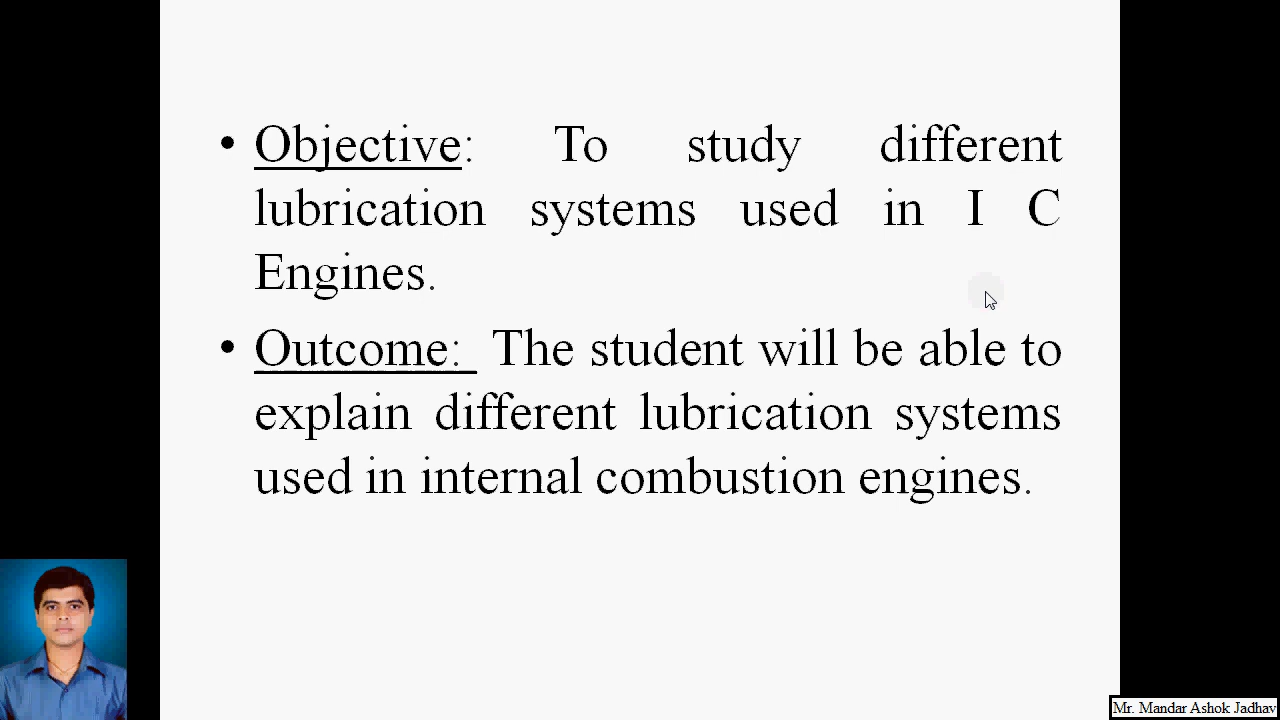 • Objective: To study different
lubrication systems used in I C
Engines.
• Outcome: The student will be able to
explain different lubrication systems
used in internal combustion engines.
Mr. Mandar Ashok Jadhav